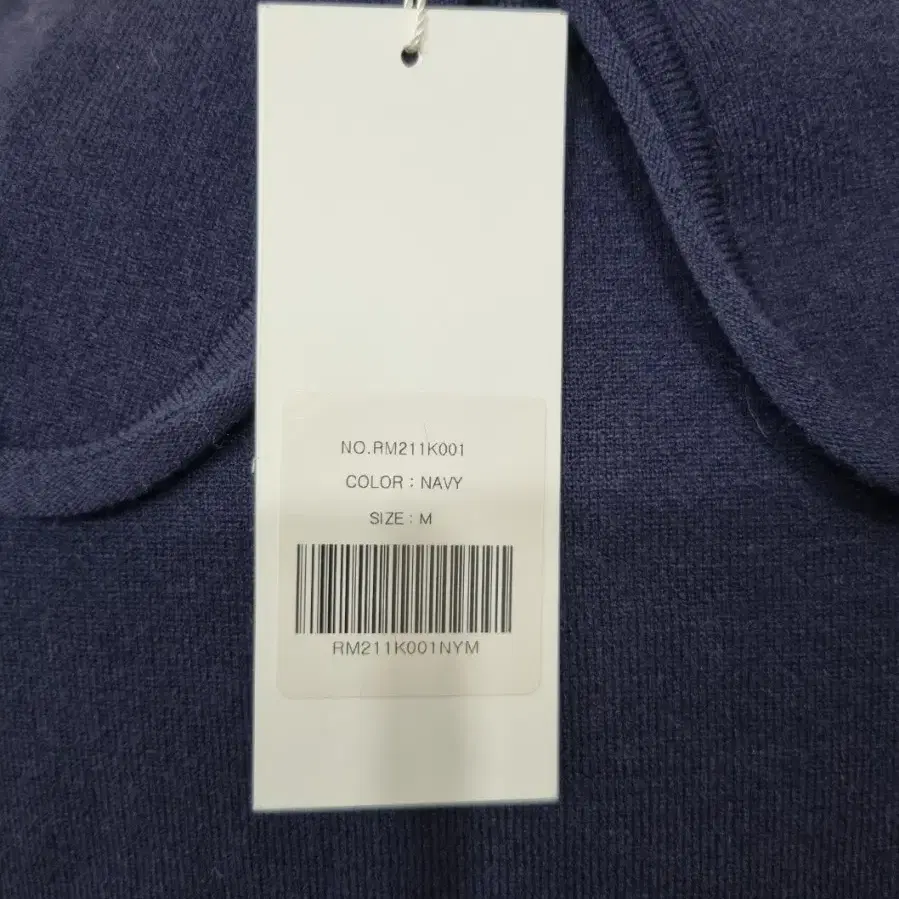 NO.RM211K001
COLOR : NAVY
SIZE : M
RM211K001NYM